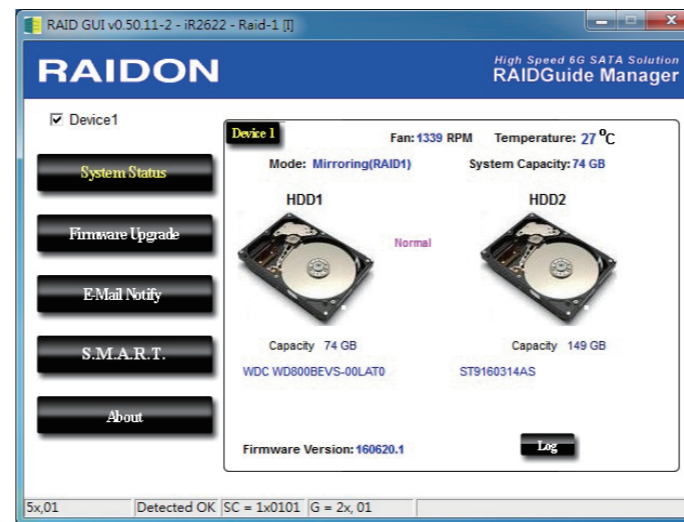 RAID GUI v0.50.11-2 - iR2622 - Raid-1 [I]
RAIDON
High Speed 6G SATA Solution
RAIDGuide Manager
Device1
System Status
Firmware Upgrade
E-Mail Notify
S.M.A.R.T.
About
Device 1
Fan: 1339 RPM Temperature: 27 °C
Mode: Mirroring(RAID1) System Capacity: 74 GB
HDD1 HDD2
Normal
Capacity 74 GB Capacity 149 GB
WDC WD800BEVS-00LAT0 ST9160314AS
Firmware Version: 160620.1 Log
5x,01 Detected OK SC = 1x0101 G = 2x, 01